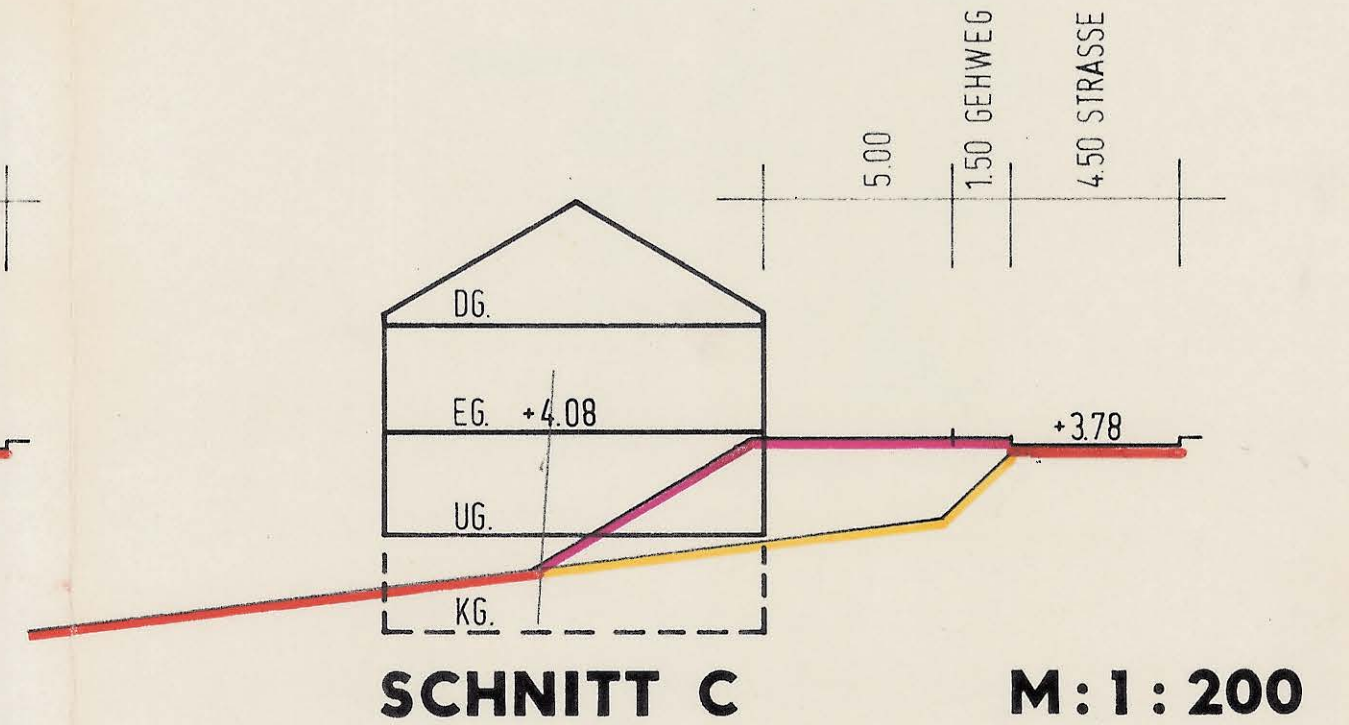 5.00
1.50 GEHWEG
4.50 STRASSE
DG.
EG. +4.08
+3.78
UG.
KG.
SCHNITT C
M:1:200